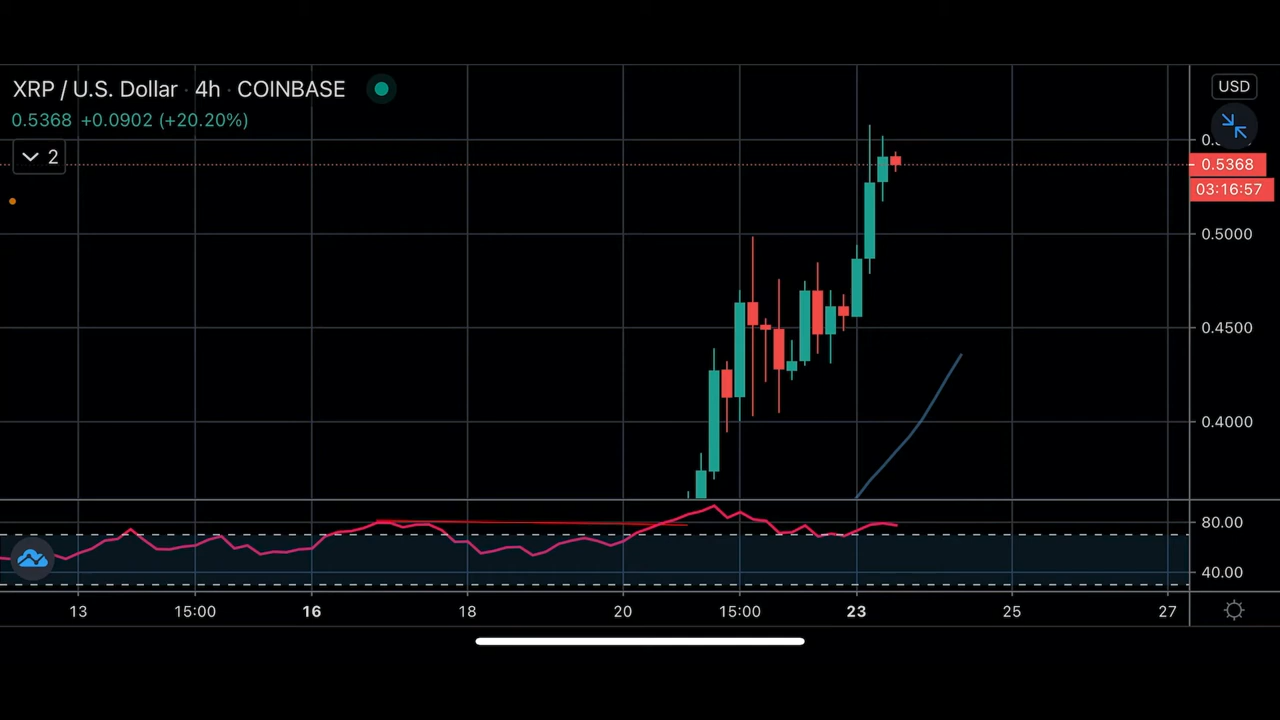 XRP / U.S. Dollar · 4h · COINBASE
USD
0.5368 +0.0902 (+20.20%)
2
0.5368
03:16:57
0.5000
0.4500
0.4000
80.00
40.00
13 15:00 16 18 20 15:00 23 25 27